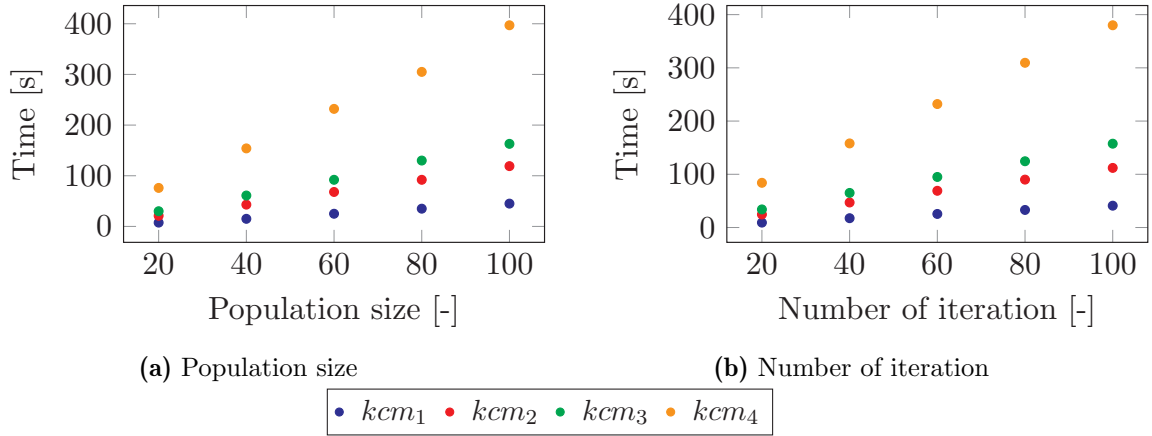 400
300
200
100
0
Time [s]
20 40 60 80 100
Population size [-]
(a) Population size
400
300
200
100
0
Time [s]
20 40 60 80 100
Number of iteration [-]
(b) Number of iteration
kcm₁ kcm₂ kcm₃ kcm₄